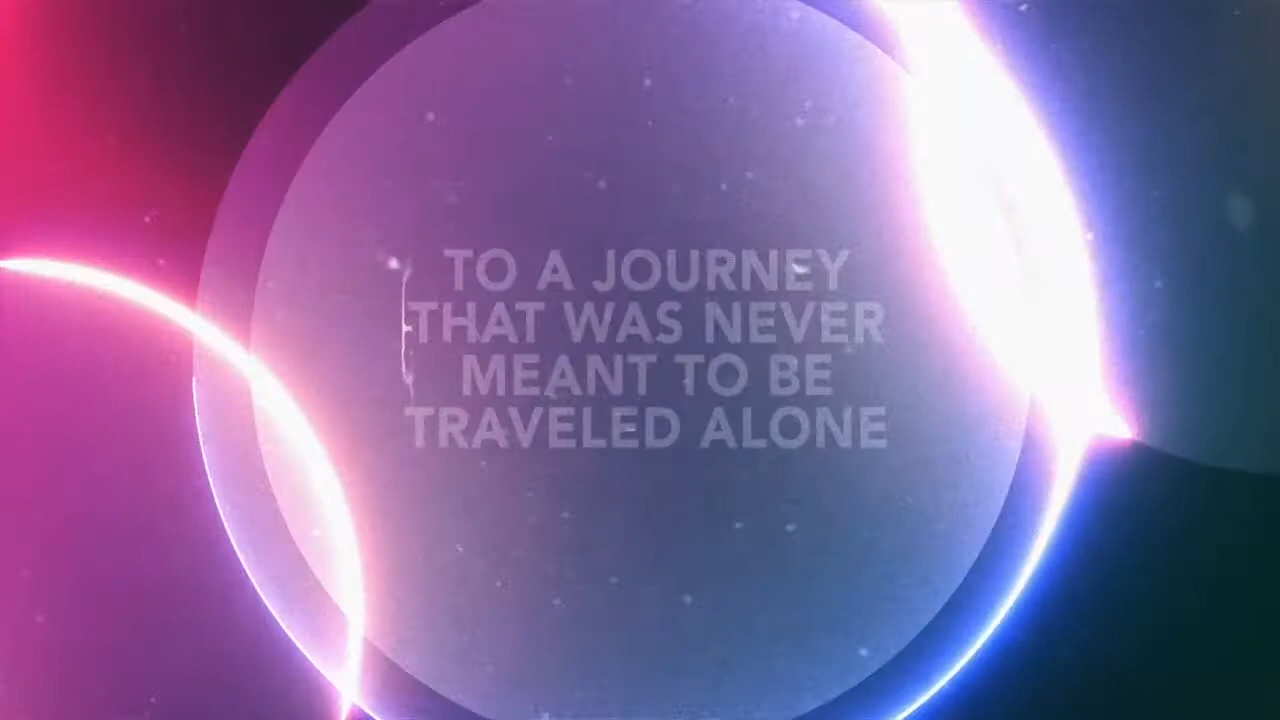 TO A JOURNEY
THAT WAS NEVER
MEANT TO BE
TRAVELED ALONE